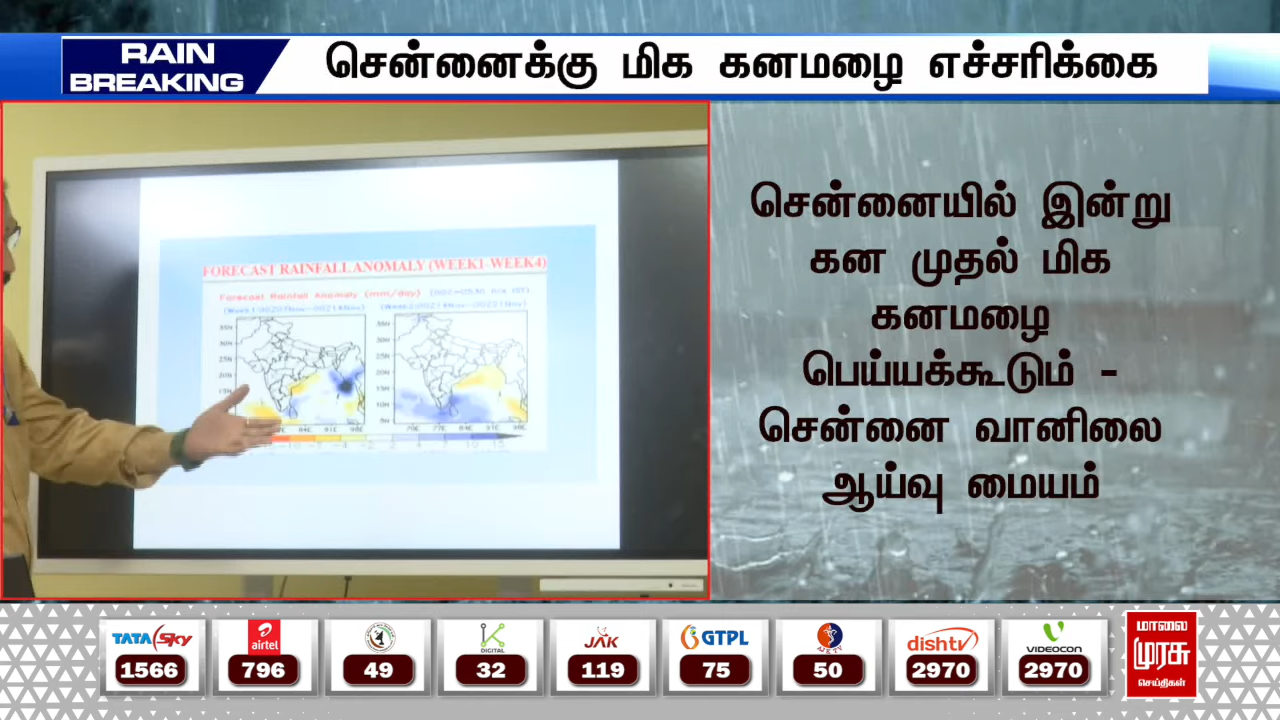 RAIN
BREAKING
சென்னைக்கு மிக கனமழை எச்சரிக்கை
FORECAST RAINFALL ANOMALY (WEEK1-WEEK4)
Forecast Rainfall Anomaly (mm/day)
சென்னையில் இன்று
கன முதல் மிக
கனமழை
பெய்யக்கூடும் -
சென்னை வானிலை
ஆய்வு மையம்
TATA Sky
airtel
DIGITAL
JAK
GTPL
dishtv
VIDEOCON
1566
796
49
32
119
75
50
2970
2970
மாலை
முரசு
செய்திகள்